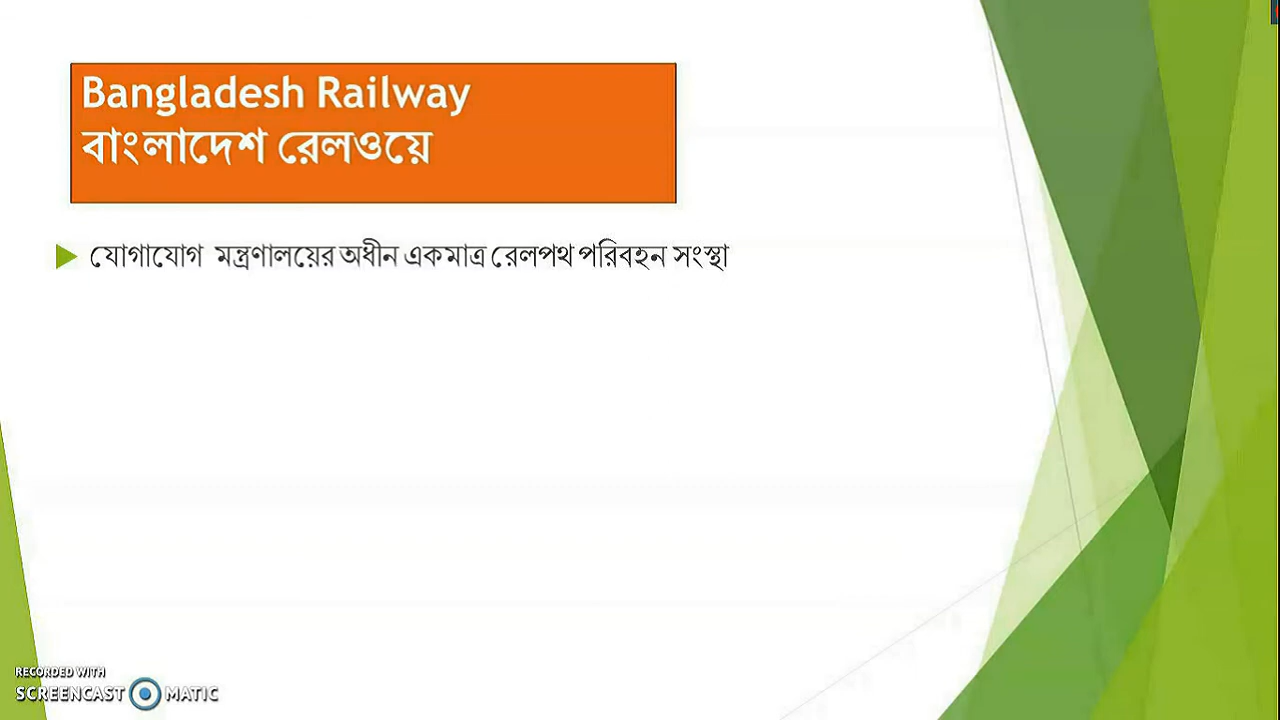 Bangladesh Railway
বাংলাদেশ রেলওয়ে
যোগাযোগ মন্ত্রণালয়ের অধীন একমাত্র রেলপথ পরিবহন সংস্থা
RECORDED WITH
SCREENCAST MATIC